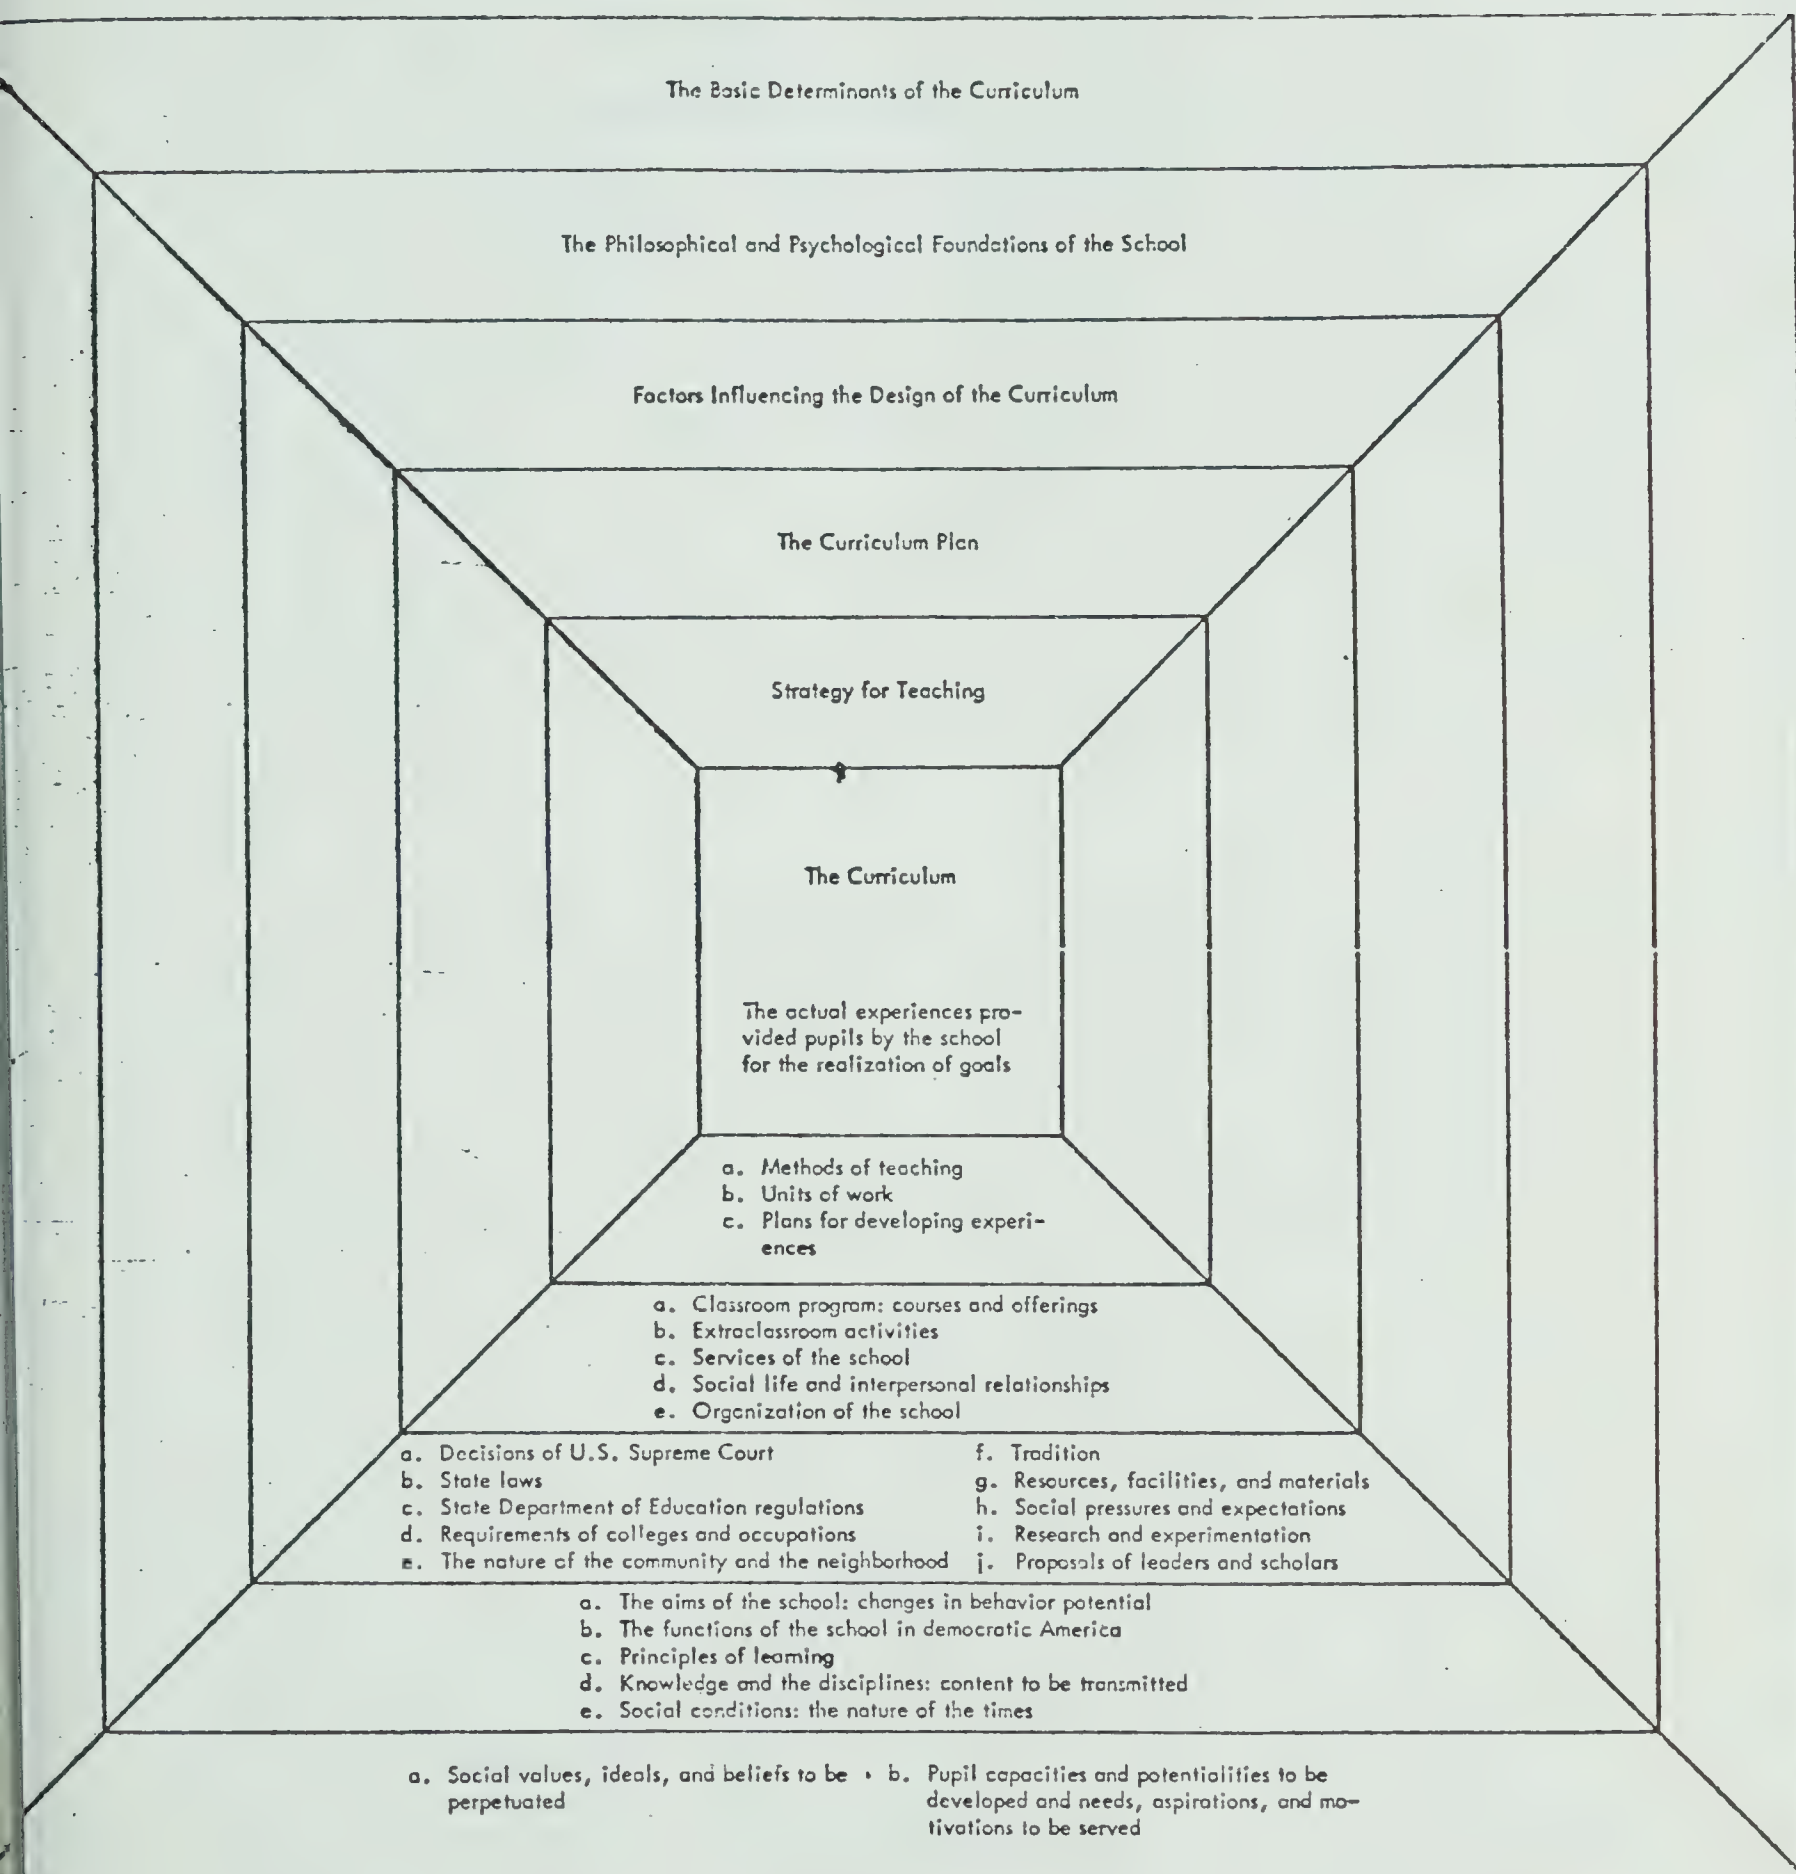 The Basic Determinants of the Curriculum
The Philosophical and Psychological Foundations of the School
Factors Influencing the Design of the Curriculum
The Curriculum Plan
Strategy for Teaching
The Curriculum
The actual experiences pro-
vided pupils by the school
for the realization of goals
a. Methods of teaching
b. Units of work
c. Plans for developing experi-
ences
a. Classroom program: courses and offerings
b. Extraclassroom activities
c. Services of the school
d. Social life and interpersonal relationships
e. Organization of the school
a. Decisions of U.S. Supreme Court
b. State laws
c. State Department of Education regulations
d. Requirements of colleges and occupations
e. The nature of the community and the neighborhood
f. Tradition
g. Resources, facilities, and materials
h. Social pressures and expectations
i. Research and experimentation
j. Proposals of leaders and scholars
a. The aims of the school: changes in behavior potential
b. The functions of the school in democratic America
c. Principles of learning
d. Knowledge and the disciplines: content to be transmitted
e. Social conditions: the nature of the times
a. Social values, ideals, and beliefs to be
perpetuated
b. Pupil capacities and potentialities to be
developed and needs, aspirations, and mo-
tivations to be served